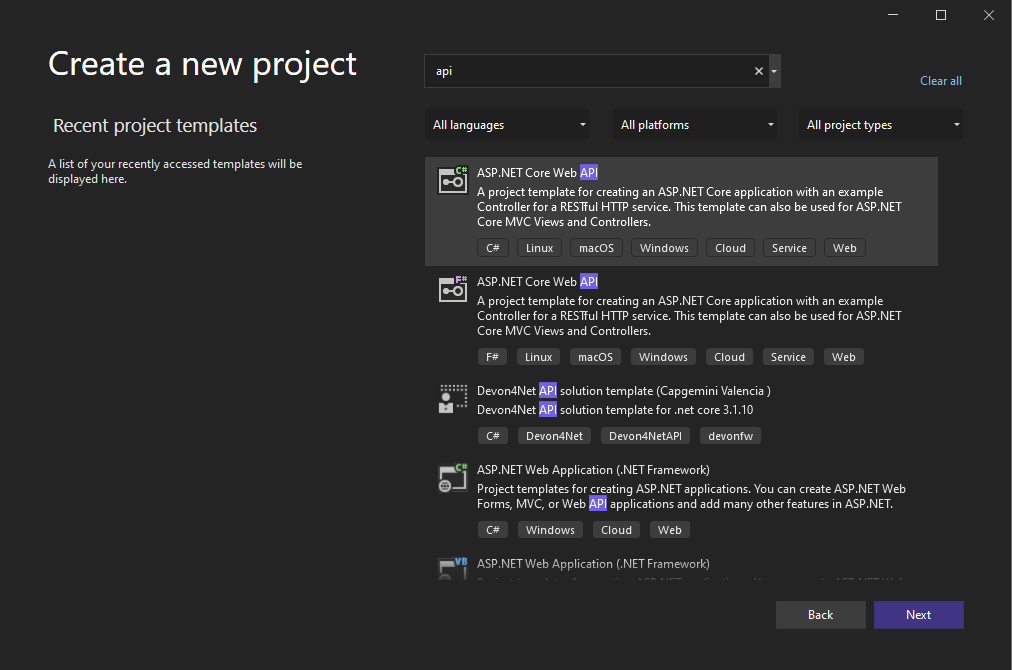 Create a new project
Recent project templates
A list of your recently accessed templates will be
displayed here.
api
Clear all
All languages
All platforms
All project types
C#
ASP.NET Core Web API
A project template for creating an ASP.NET Core application with an example
Controller for a RESTful HTTP service. This template can also be used for ASP.NET
Core MVC Views and Controllers.
C# Linux macOS Windows Cloud Service Web
F#
ASP.NET Core Web API
A project template for creating an ASP.NET Core application with an example
Controller for a RESTful HTTP service. This template can also be used for ASP.NET
Core MVC Views and Controllers.
F# Linux macOS Windows Cloud Service Web
Devon4Net API solution template (Capgemini Valencia )
Devon4Net API solution template for .net core 3.1.10
C# Devon4Net Devon4NetAPI devonfw
C#
ASP.NET Web Application (.NET Framework)
Project templates for creating ASP.NET applications. You can create ASP.NET Web
Forms, MVC, or Web API applications and add many other features in ASP.NET.
C# Windows Cloud Web
VB
ASP.NET Web Application (.NET Framework)
Back
Next